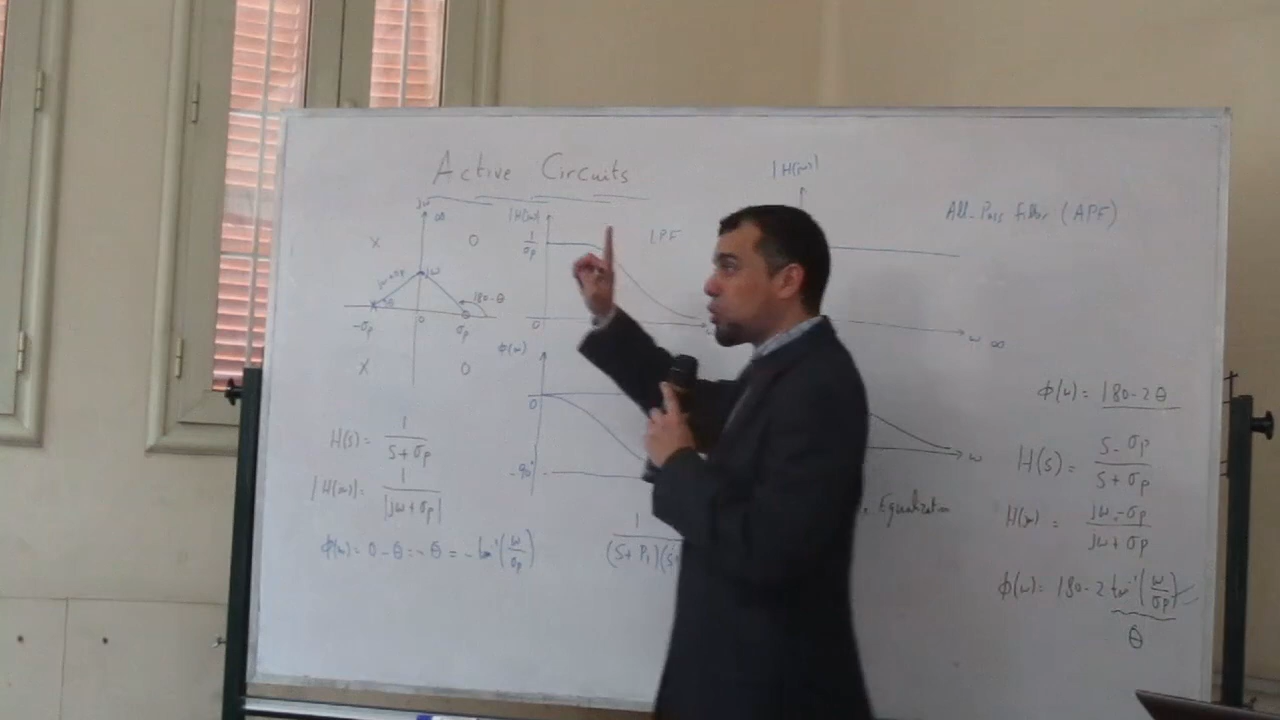 Active Circuits
jω
∞
X
O
jω
θ
180-θ
-σp
0
σp
X
O
|H(ω)|
1/σp
LPF
0
ω
φ(ω)
0
-90°
H(s) = 1/(s+σp)
|H(ω)| = 1/|jω+σp|
φ(ω) = 0-θ = -θ = -tan⁻¹(ω/σp)
1
(s+P₁)(s+
|H(ω)|
All-Pass Filter (APF)
ω
∞
ω
Equalization
φ(ω) = 180-2θ
H(s) = (s-σp)/(s+σp)
H(ω) = (jω-σp)/(jω+σp)
φ(ω) = 180-2 tan⁻¹(ω/σp)
θ